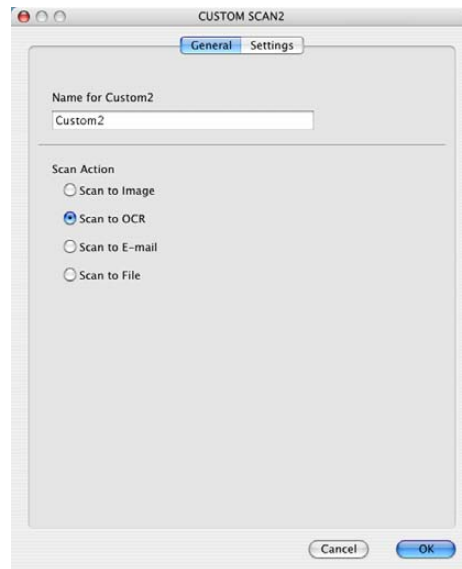 CUSTOM SCAN2
General Settings
Name for Custom2
Custom2
Scan Action
Scan to Image
Scan to OCR
Scan to E-mail
Scan to File
Cancel OK